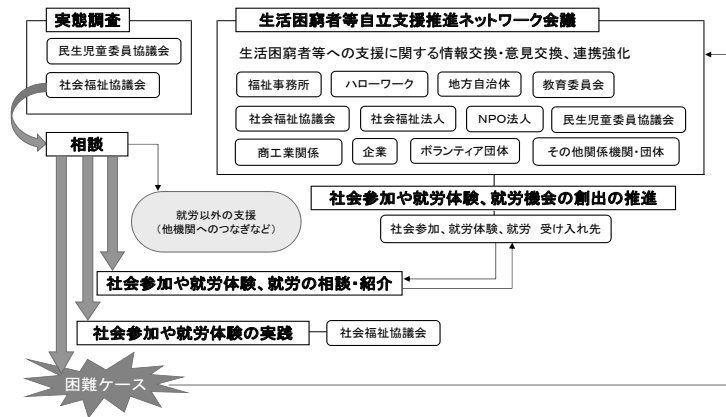 実態調査
民生児童委員協議会
社会福祉協議会
相談
就労以外の支援
(他機関へのつなぎなど)
生活困窮者等自立支援推進ネットワーク会議
生活困窮者等への支援に関する情報交換・意見交換、連携強化
福祉事務所
ハローワーク
地方自治体
教育委員会
社会福祉協議会
社会福祉法人
NPO法人
民生児童委員協議会
商工業関係
企業
ボランティア団体
その他関係機関・団体
社会参加や就労体験、就労機会の創出の推進
社会参加、就労体験、就労 受け入れ先
社会参加や就労体験、就労の相談・紹介
社会参加や就労体験の実践
社会福祉協議会
困難ケース